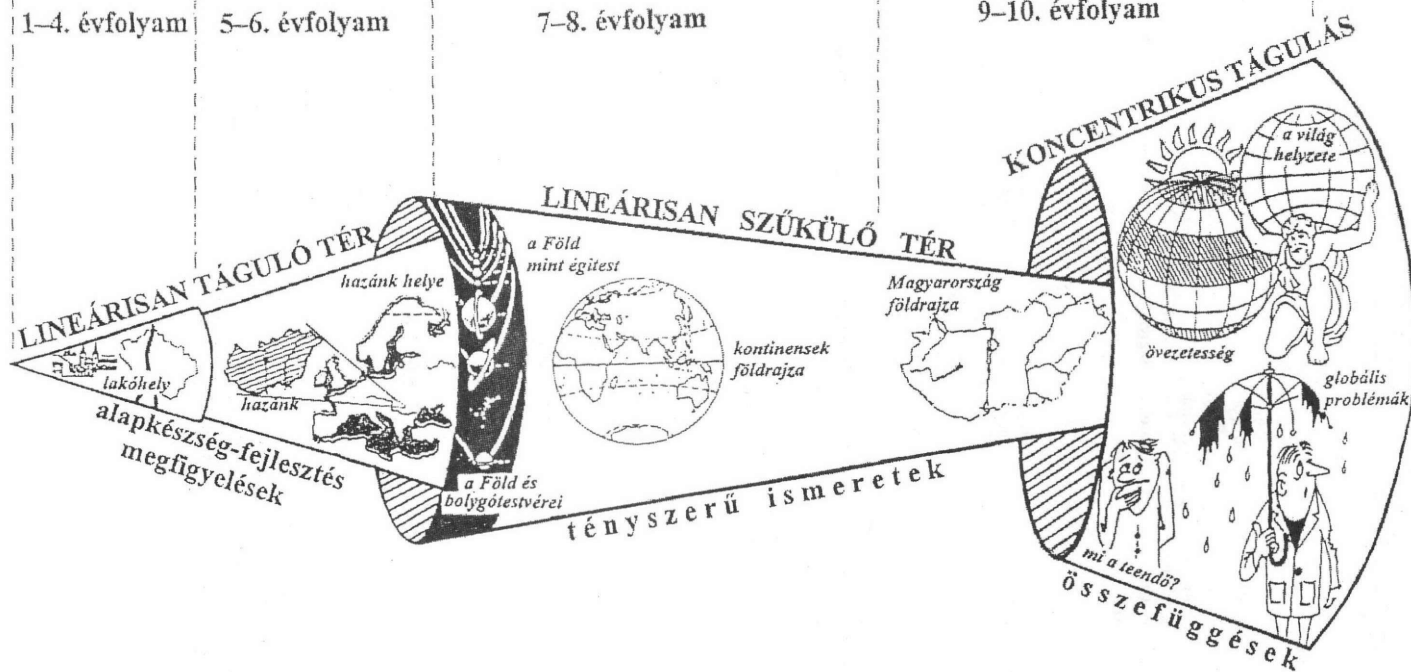 1–4. évfolyam
5–6. évfolyam
7–8. évfolyam
9–10. évfolyam
LINEÁRISAN TÁGULÓ TÉR
lakóhely
hazánk
hazánk helye
alapkészség-fejlesztés
megfigyelések
LINEÁRISAN SZŰKÜLŐ TÉR
a Föld
mint égitest
a Föld és
bolygótestvérei
kontinensek
földrajza
Magyarország
földrajza
tényszerű ismeretek
KONCENTRIKUS TÁGULÁS
a világ
helyzete
övezetesség
globális
problémák
mi a teendő?
összefüggések